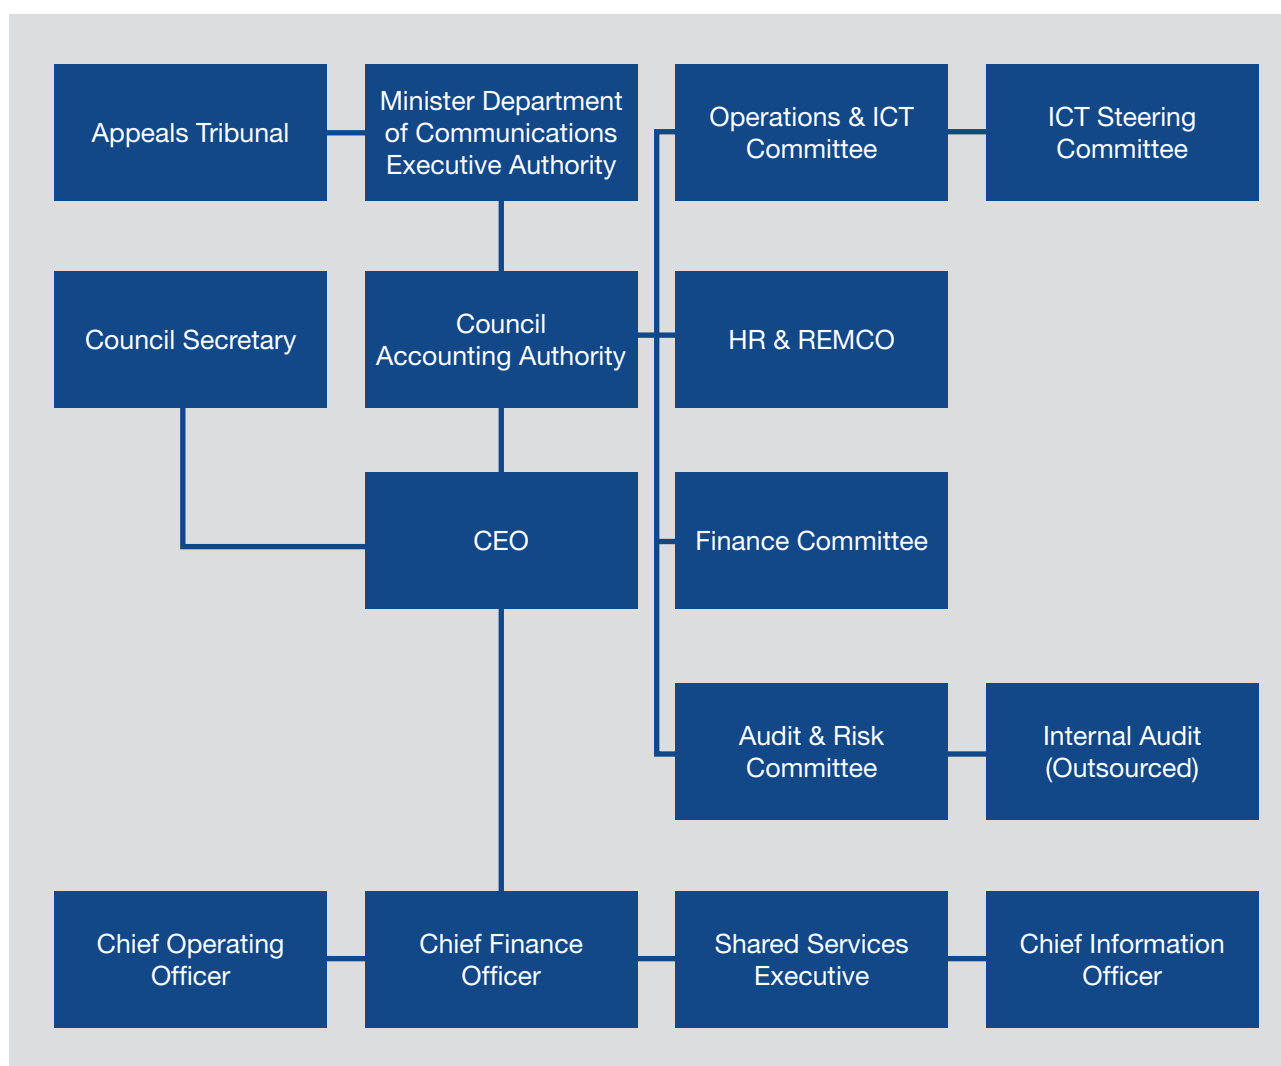 Appeals Tribunal
Minister Department
of Communications
Executive Authority
Operations & ICT
Committee
ICT Steering
Committee
Council Secretary
Council
Accounting Authority
HR & REMCO
CEO
Finance Committee
Audit & Risk
Committee
Internal Audit
(Outsourced)
Chief Operating
Officer
Chief Finance
Officer
Shared Services
Executive
Chief Information
Officer